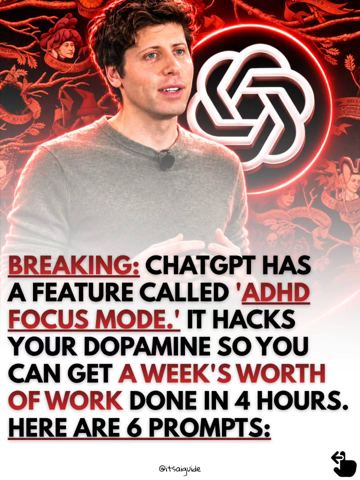 BREAKING: CHATGPT HAS
A FEATURE CALLED 'ADHD
FOCUS MODE.' IT HACKS
YOUR DOPAMINE SO YOU
CAN GET A WEEK'S WORTH
OF WORK DONE IN 4 HOURS.
HERE ARE 6 PROMPTS:
@itsaiguide